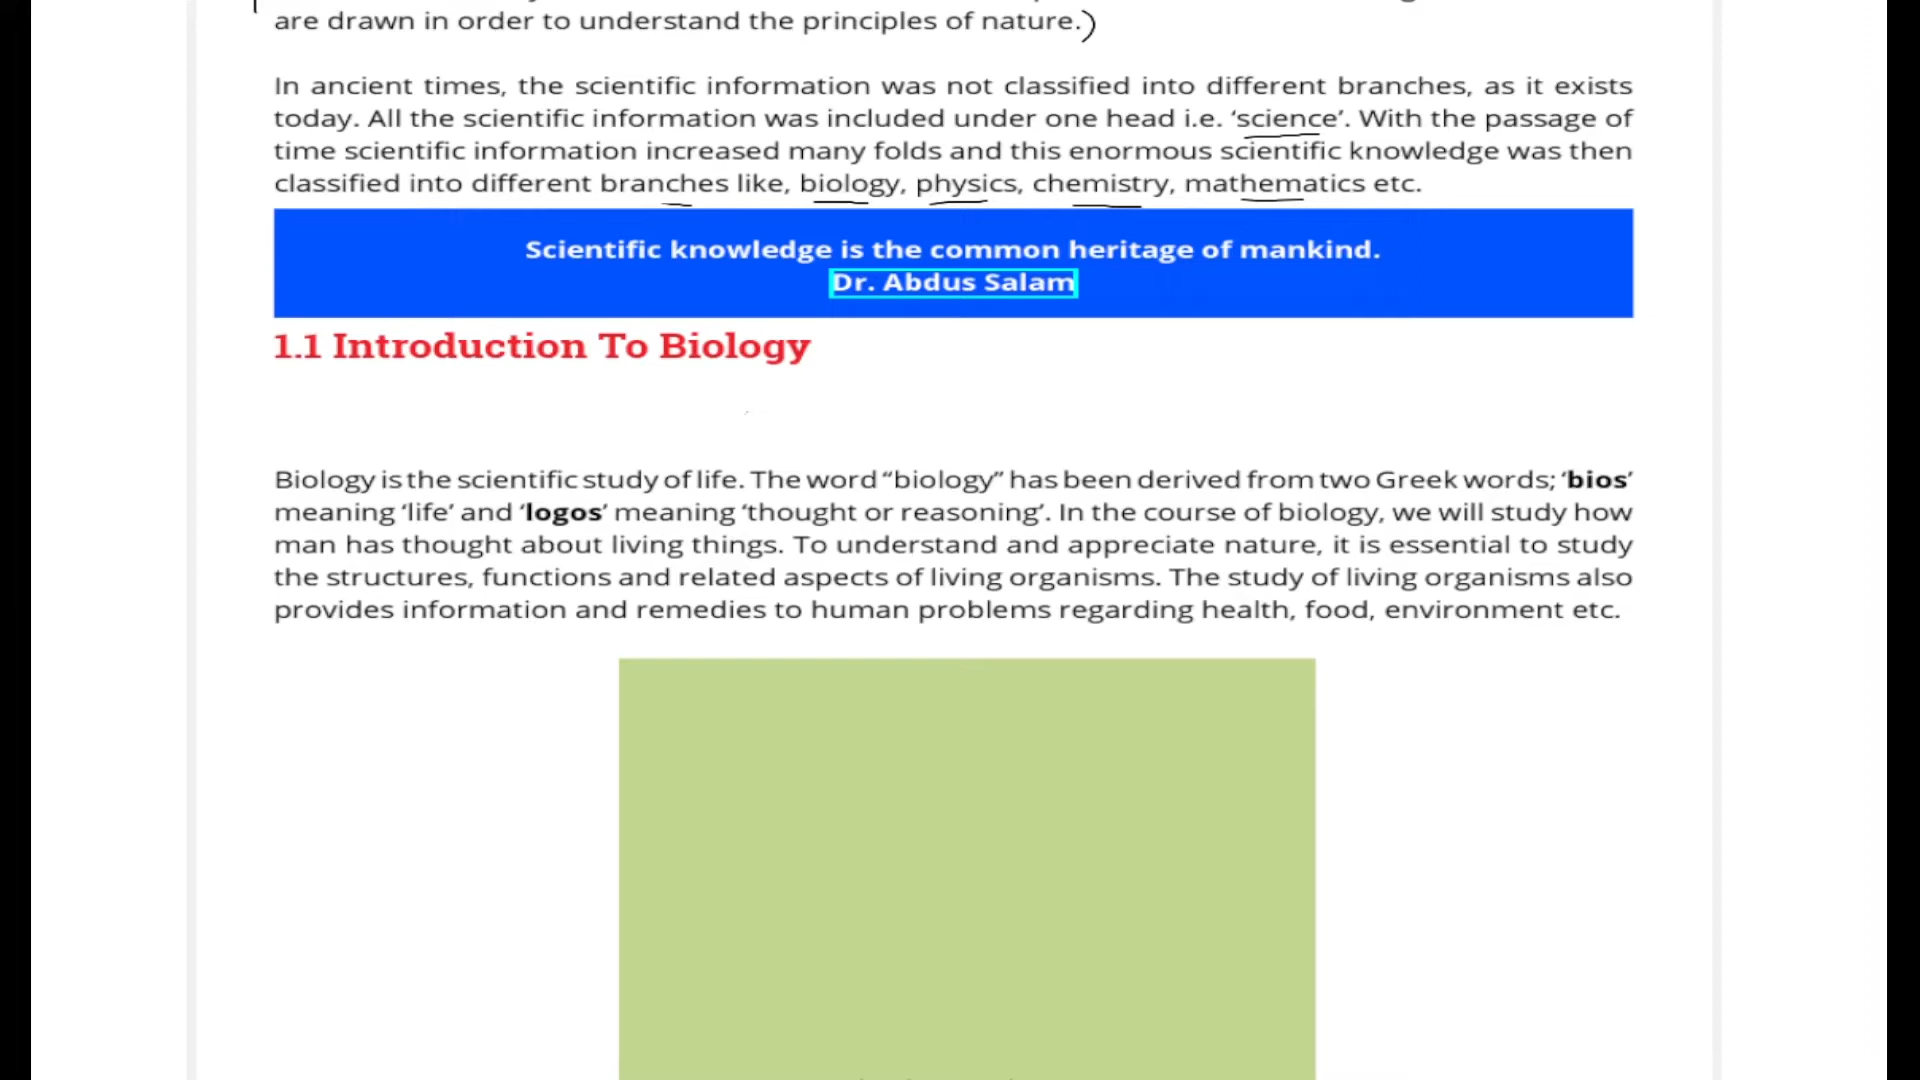 are drawn in order to understand the principles of nature.)
In ancient times, the scientific information was not classified into different branches, as it exists
today. All the scientific information was included under one head i.e. ‘science’. With the passage of
time scientific information increased many folds and this enormous scientific knowledge was then
classified into different branches like, biology, physics, chemistry, mathematics etc.
Scientific knowledge is the common heritage of mankind.
Dr. Abdus Salam
1.1 Introduction To Biology
Biology is the scientific study of life. The word “biology” has been derived from two Greek words; ‘bios’
meaning ‘life’ and ‘logos’ meaning ‘thought or reasoning’. In the course of biology, we will study how
man has thought about living things. To understand and appreciate nature, it is essential to study
the structures, functions and related aspects of living organisms. The study of living organisms also
provides information and remedies to human problems regarding health, food, environment etc.